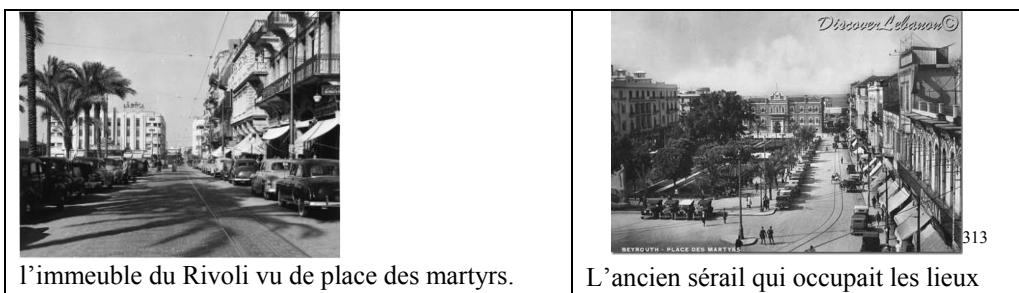 DiscoverLebanon©
BEYROUTH - PLACE DES MARTYRS
313
l'immeuble du Rivoli vu de place des martyrs.
L'ancien sérail qui occupait les lieux